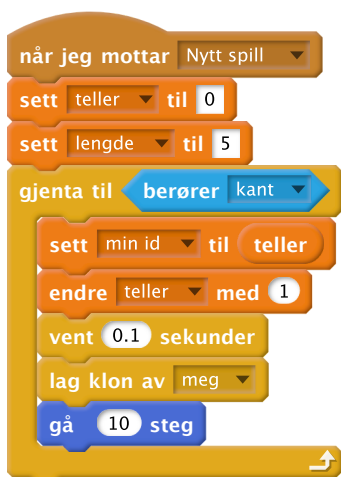 når jeg mottar Nytt spill
sett teller til 0
sett lengde til 5
gjenta til berører kant
sett min id til teller
endre teller med 1
vent 0.1 sekunder
lag klon av meg
gå 10 steg